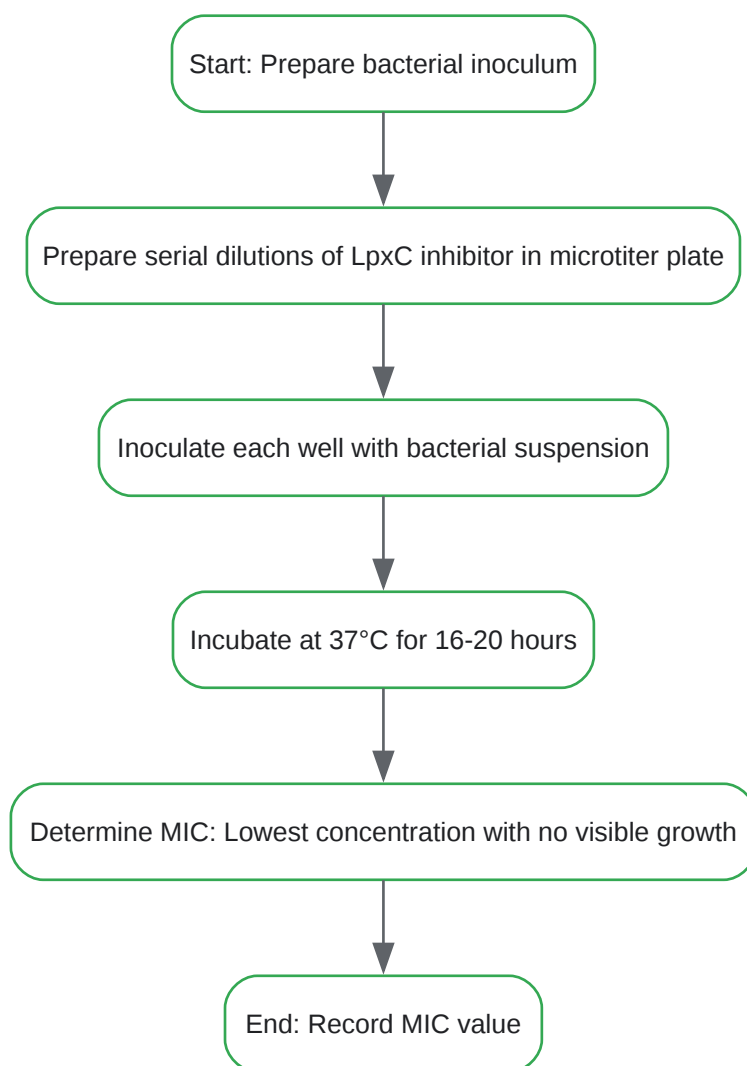 Start: Prepare bacterial inoculum
Prepare serial dilutions of LpxC inhibitor in microtiter plate
Inoculate each well with bacterial suspension
Incubate at 37°C for 16-20 hours
Determine MIC: Lowest concentration with no visible growth
End: Record MIC value